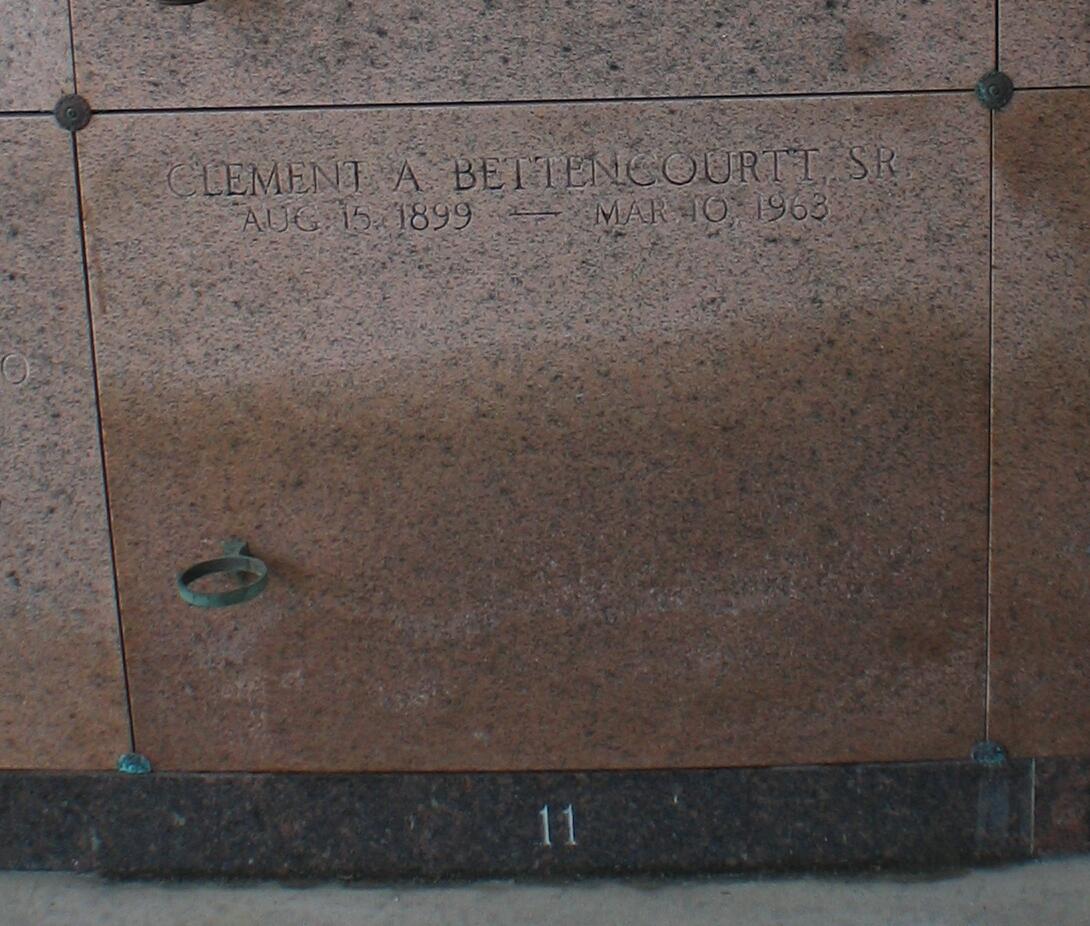 CLEMENT A BETTENCOURTT, SR.
AUG 15, 1899 — MAR 10, 1963
O
11